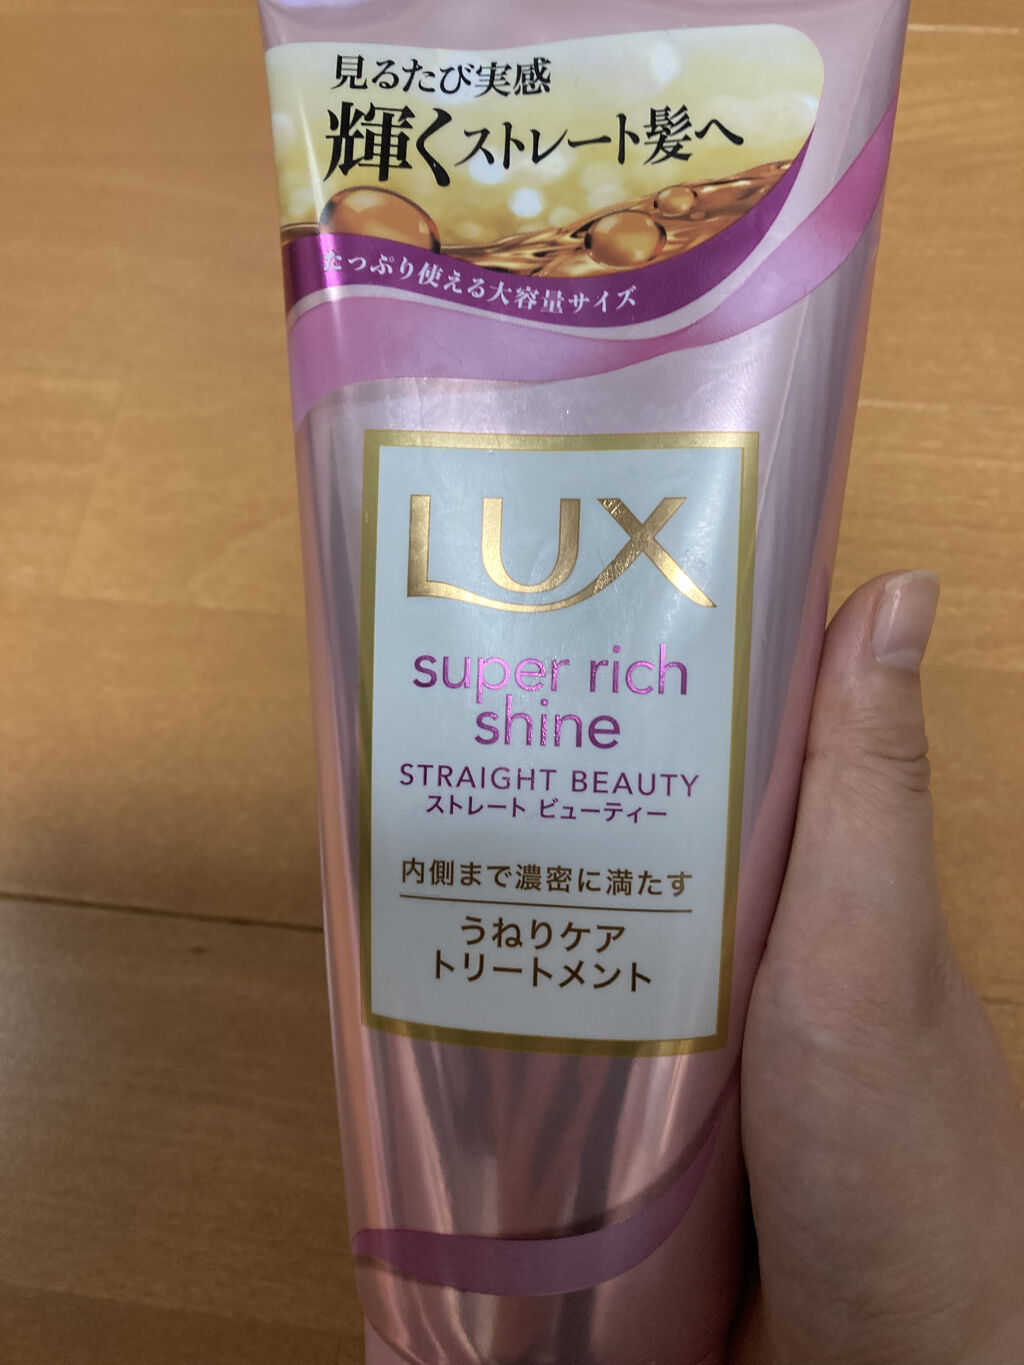 見るたび実感
輝くストレート髪へ
たっぷり使える大容量サイズ
LUX
super rich
shine
STRAIGHT BEAUTY
ストレート ビューティー
内側まで濃密に満たす
うねりケア
トリートメント